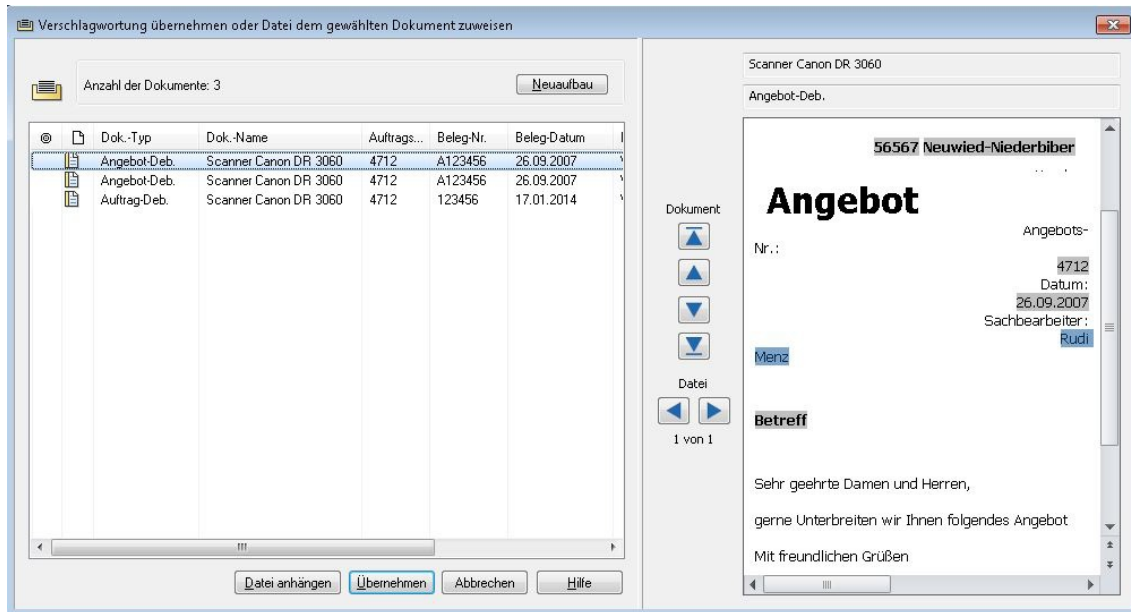 Verschlagwortung übernehmen oder Datei dem gewählten Dokument zuweisen
Anzahl der Dokumente: 3
Neuaufbau
Dok.-Typ Dok.-Name Auftrags... Beleg-Nr. Beleg-Datum
Angebot-Deb. Scanner Canon DR 3060 4712 A123456 26.09.2007
Angebot-Deb. Scanner Canon DR 3060 4712 A123456 26.09.2007
Auftrag-Deb. Scanner Canon DR 3060 4712 123456 17.01.2014
Datei anhängen Übernehmen Abbrechen Hilfe
Dokument
Datei
1 von 1
Scanner Canon DR 3060
Angebot-Deb.
56567 Neuwied-Niederbiber
Angebot
Angebots-
Nr.:
4712
Datum:
26.09.2007
Sachbearbeiter:
Rudi
Menz
Betreff
Sehr geehrte Damen und Herren,
gerne Unterbreiten wir Ihnen folgendes Angebot
Mit freundlichen Grüßen